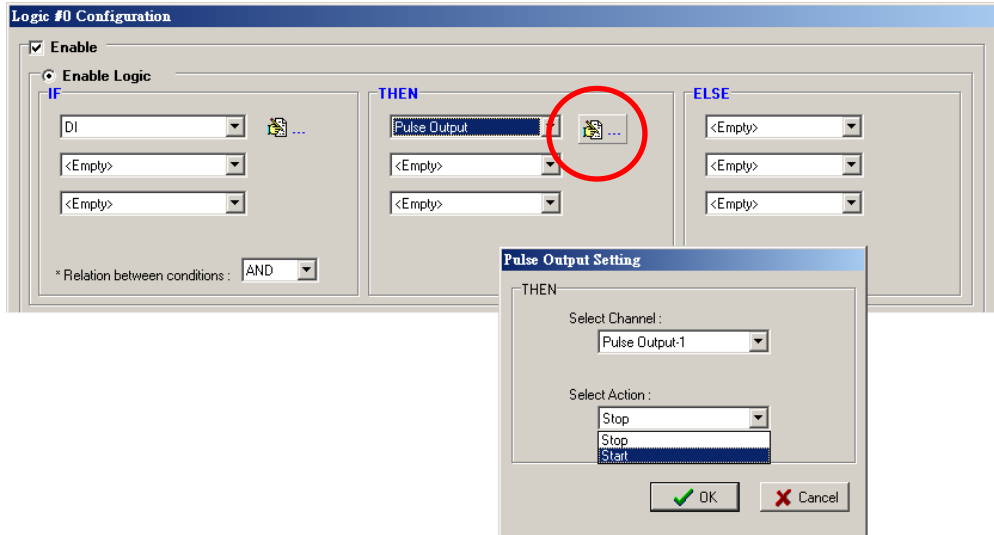 Logic #0 Configuration
Enable
Enable Logic
IF THEN ELSE
DI ... Pulse Output ... <Empty>
<Empty> <Empty> <Empty>
<Empty> <Empty> <Empty>
* Relation between conditions : AND
Pulse Output Setting
THEN
Select Channel :
Pulse Output-1
Select Action :
Stop
Stop
Start
OK Cancel